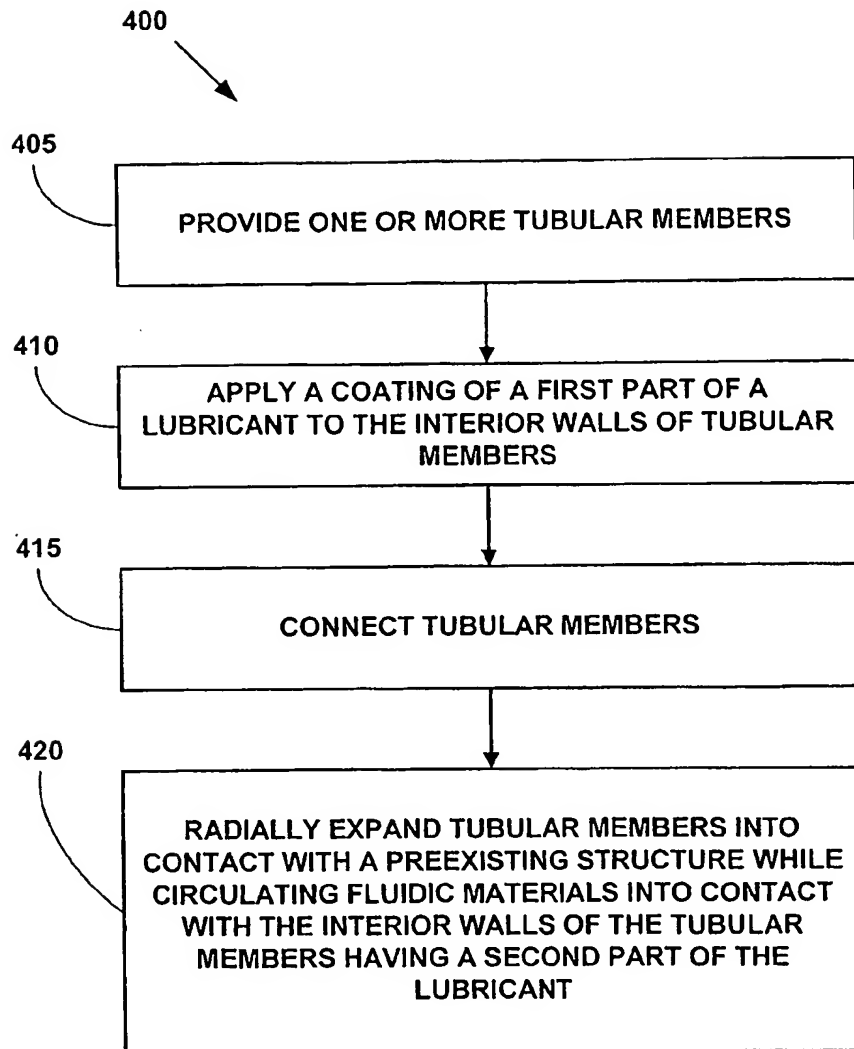 400
405
PROVIDE ONE OR MORE TUBULAR MEMBERS
410
APPLY A COATING OF A FIRST PART OF A
LUBRICANT TO THE INTERIOR WALLS OF TUBULAR
MEMBERS
415
CONNECT TUBULAR MEMBERS
420
RADIALLY EXPAND TUBULAR MEMBERS INTO
CONTACT WITH A PREEXISTING STRUCTURE WHILE
CIRCULATING FLUIDIC MATERIALS INTO CONTACT
WITH THE INTERIOR WALLS OF THE TUBULAR
MEMBERS HAVING A SECOND PART OF THE
LUBRICANT